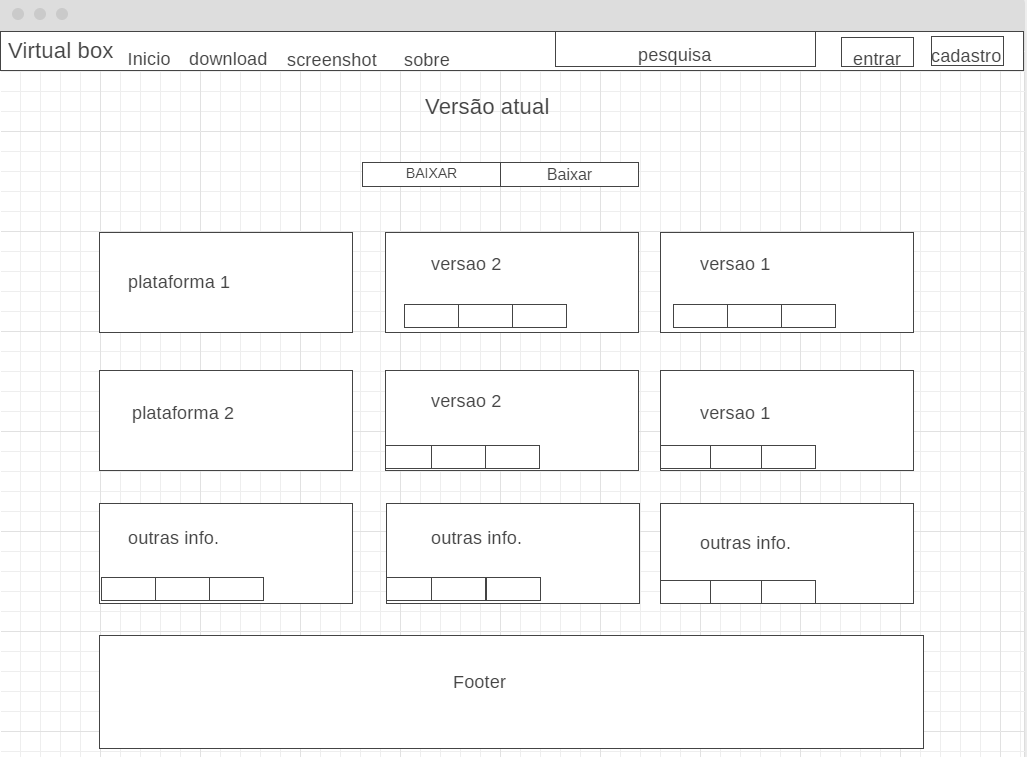 Virtual box Inicio download screenshot sobre pesquisa entrar cadastro
Versão atual
BAIXAR Baixar
plataforma 1 versao 2 versao 1
plataforma 2 versao 2 versao 1
outras info. outras info. outras info.
Footer